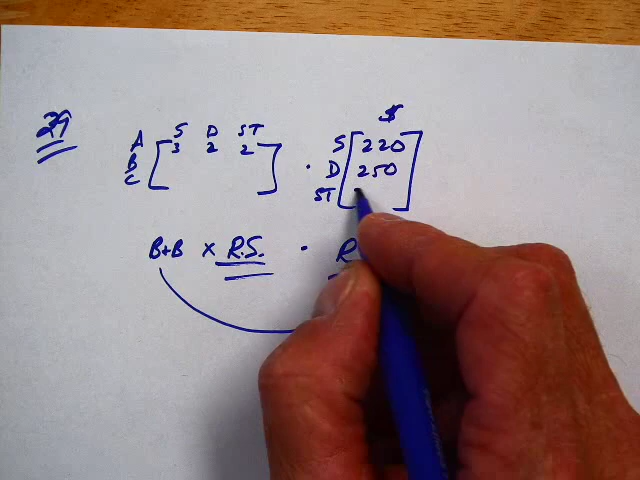 29
S D ST $
A 3 2 2 S 220
B · D 250
C ST
B+B × R.S. · R